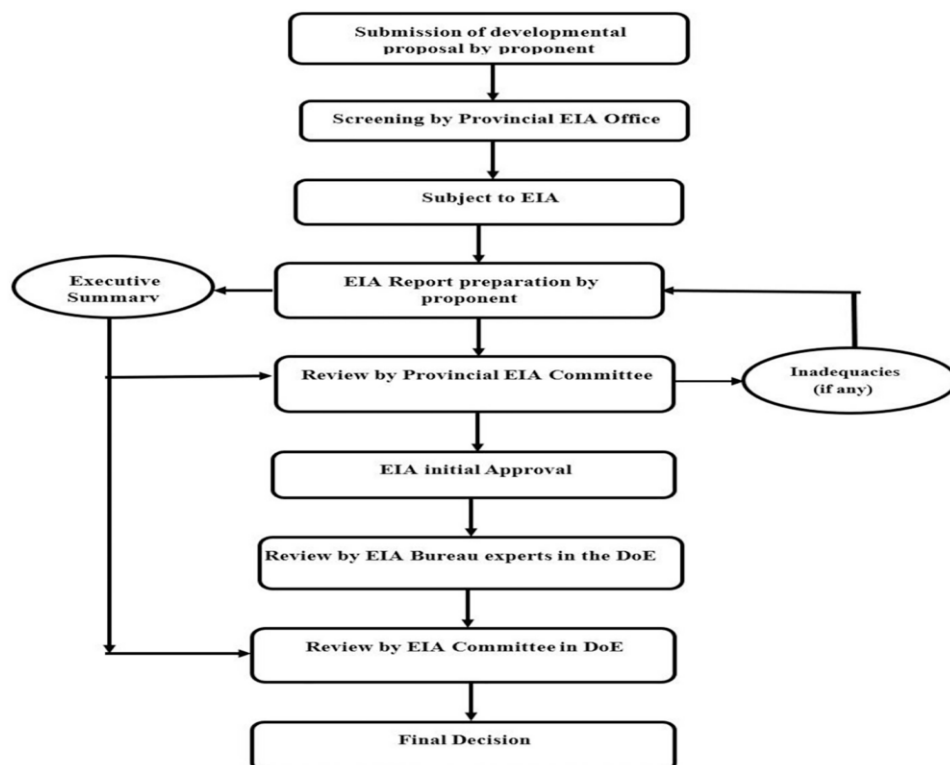 Submission of developmental
proposal by proponent
Screening by Provincial EIA Office
Subject to EIA
Executive
Summary
EIA Report preparation by
proponent
Review by Provincial EIA Committee
Inadequacies
(if any)
EIA initial Approval
Review by EIA Bureau experts in the DoE
Review by EIA Committee in DoE
Final Decision